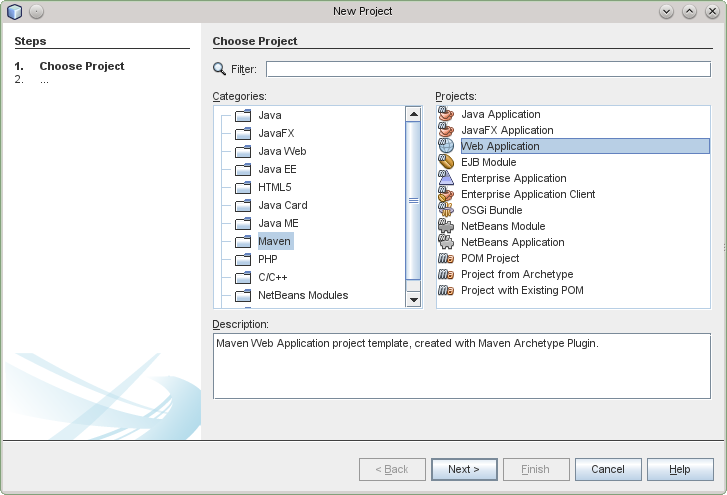 New Project
Steps
1. Choose Project
2. ...
Choose Project
Filter:
Categories:
Java
JavaFX
Java Web
Java EE
HTML5
Java Card
Java ME
Maven
PHP
C/C++
NetBeans Modules
Projects:
Java Application
JavaFX Application
Web Application
EJB Module
Enterprise Application
Enterprise Application Client
OSGi Bundle
NetBeans Module
NetBeans Application
POM Project
Project from Archetype
Project with Existing POM
Description:
Maven Web Application project template, created with Maven Archetype Plugin.
< Back
Next >
Finish
Cancel
Help